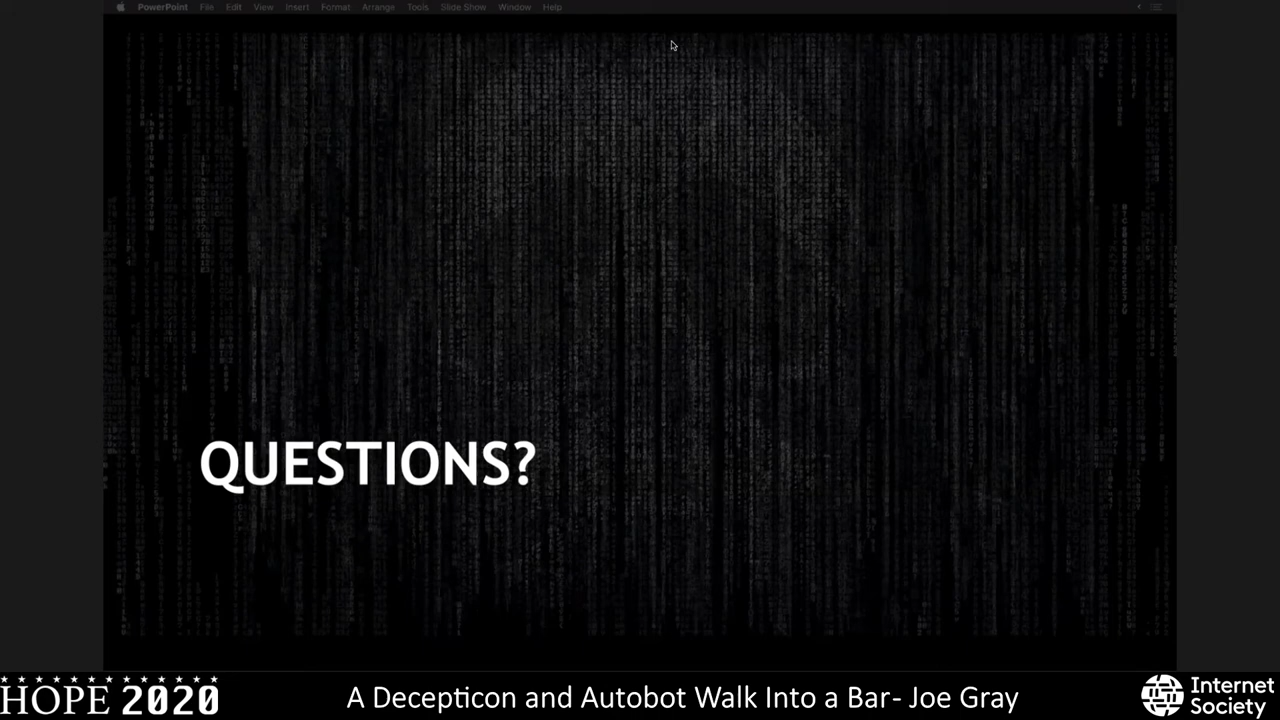 PowerPoint File Edit View Insert Format Arrange Tools Slide Show Window Help
QUESTIONS?
HOPE 2020
A Decepticon and Autobot Walk Into a Bar- Joe Gray
Internet
Society